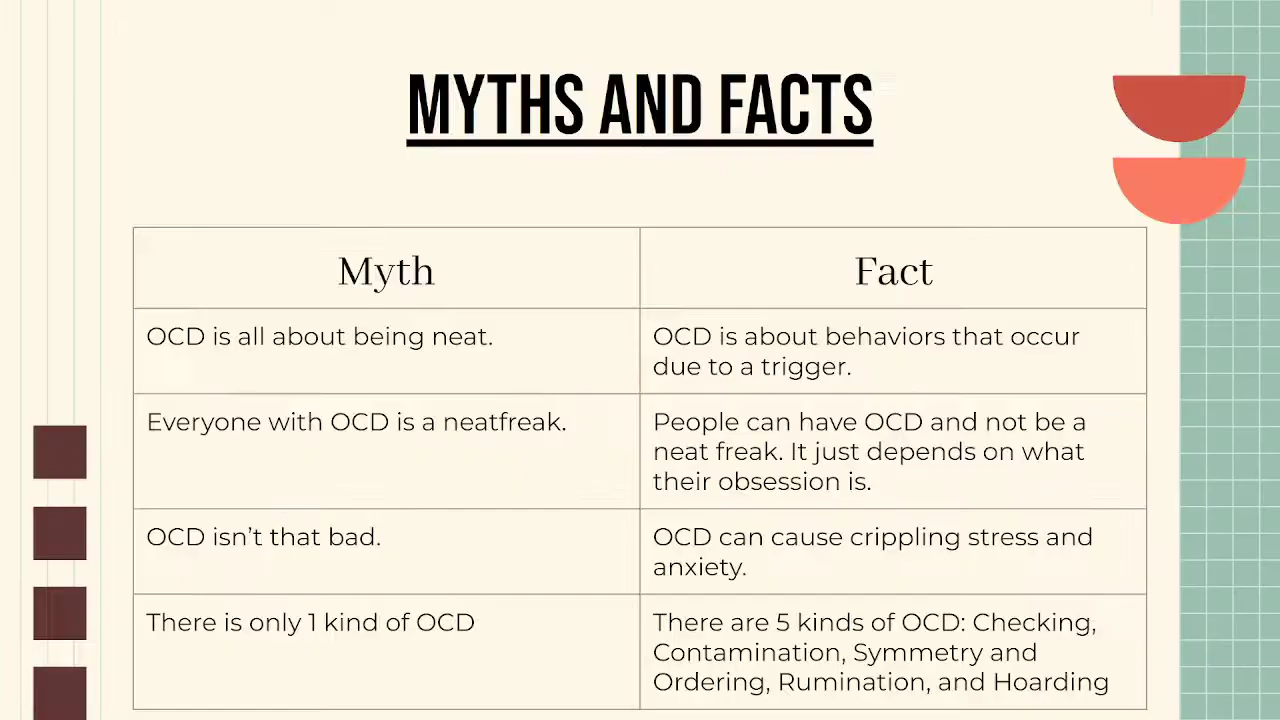 MYTHS AND FACTS
Myth
Fact
OCD is all about being neat.
OCD is about behaviors that occur
due to a trigger.
Everyone with OCD is a neatfreak.
People can have OCD and not be a
neat freak. It just depends on what
their obsession is.
OCD isn’t that bad.
OCD can cause crippling stress and
anxiety.
There is only 1 kind of OCD
There are 5 kinds of OCD: Checking,
Contamination, Symmetry and
Ordering, Rumination, and Hoarding